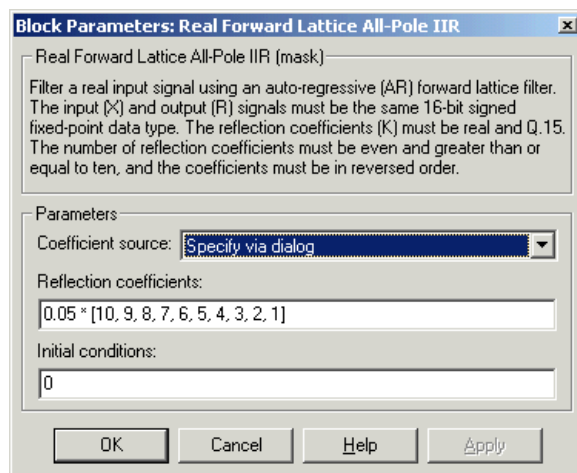 Block Parameters: Real Forward Lattice All-Pole IIR
Real Forward Lattice All-Pole IIR (mask)
Filter a real input signal using an auto-regressive (AR) forward lattice filter.
The input (X) and output (R) signals must be the same 16-bit signed
fixed-point data type. The reflection coefficients (K) must be real and Q.15.
The number of reflection coefficients must be even and greater than or
equal to ten, and the coefficients must be in reversed order.
Parameters
Coefficient source: Specify via dialog
Reflection coefficients:
0.05 * [10, 9, 8, 7, 6, 5, 4, 3, 2, 1]
Initial conditions:
0
OK Cancel Help Apply